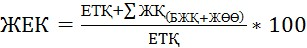 ЖЕК = (ЕТҚ+∑ ЖҚ(БЖҚ+ЖӨӨ)) / ЕТҚ * 100